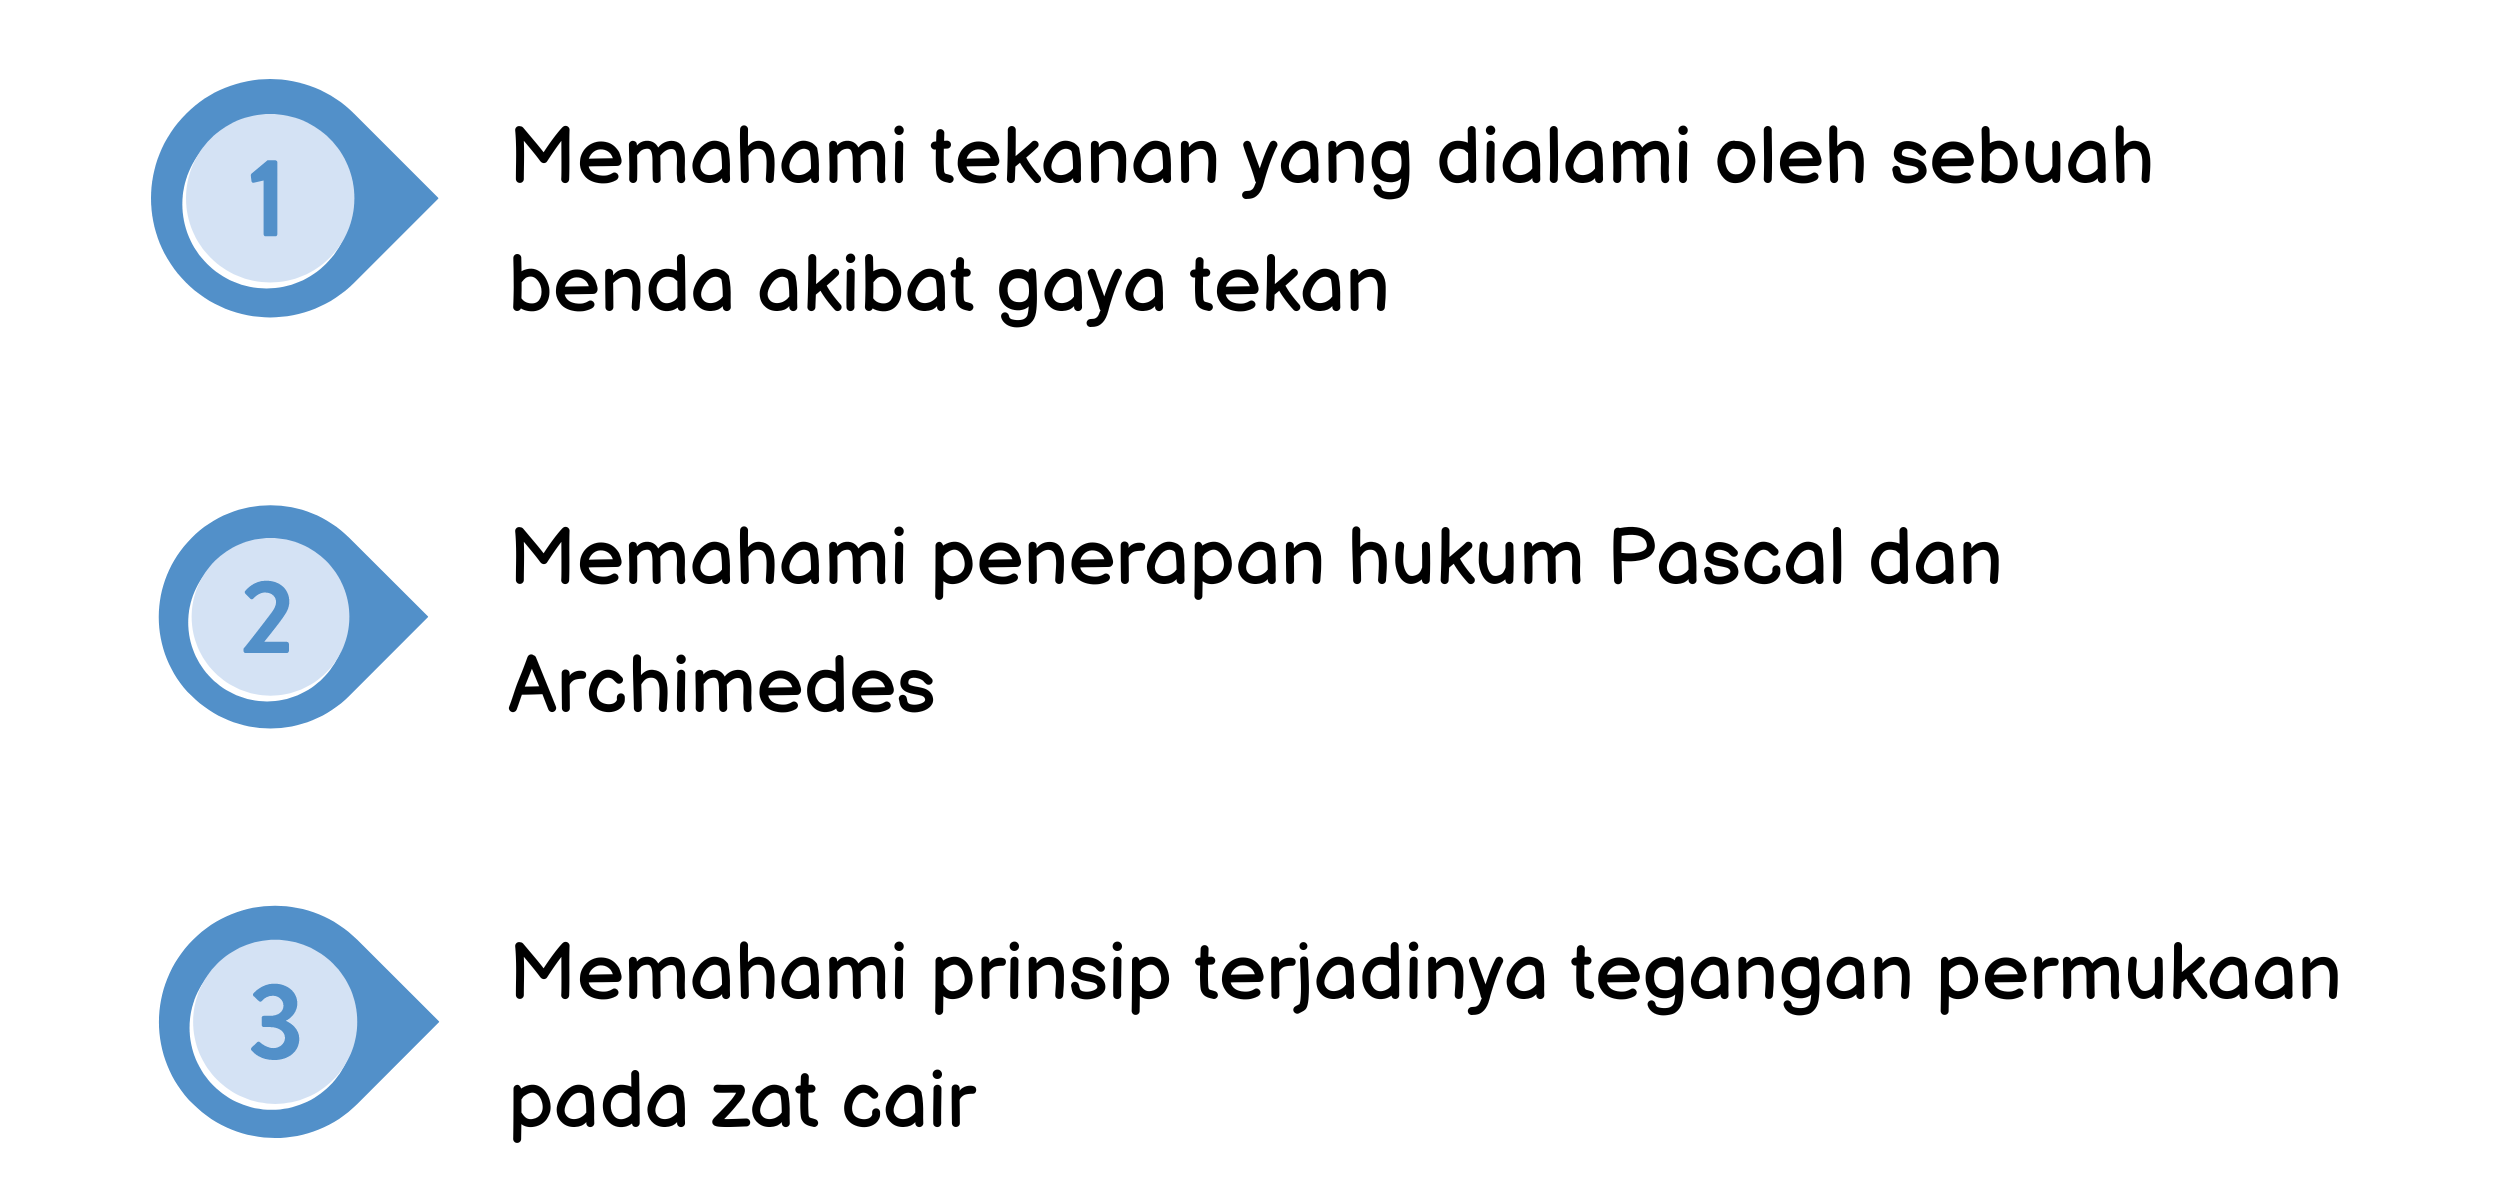 1
Memahami tekanan yang dialami oleh sebuah
benda akibat gaya tekan
2
Memahami penerapan hukum Pascal dan
Archimedes
3
Memahami prinsip terjadinya tegangan permukaan
pada zat cair